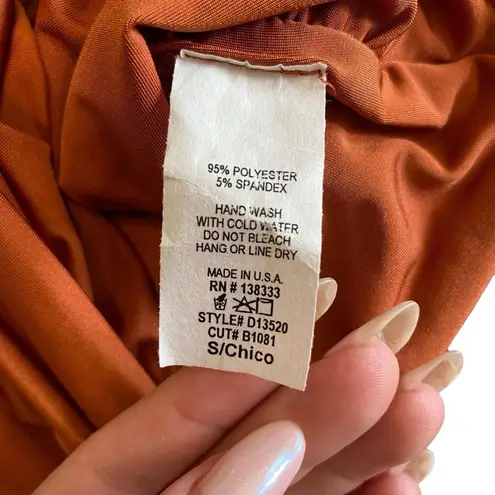 95% POLYESTER
5% SPANDEX
HAND WASH
WITH COLD WATER
DO NOT BLEACH
HANG OR LINE DRY
MADE IN U.S.A.
RN # 138333
STYLE# D13520
CUT# B1081
S/Chico